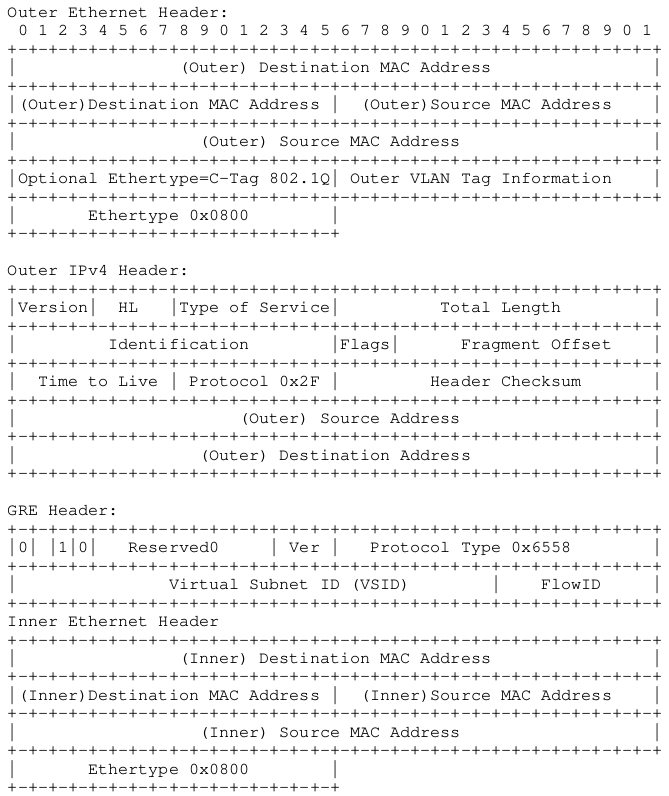 Outer Ethernet Header:
 0 1 2 3 4 5 6 7 8 9 0 1 2 3 4 5 6 7 8 9 0 1 2 3 4 5 6 7 8 9 0 1
+-+-+-+-+-+-+-+-+-+-+-+-+-+-+-+-+-+-+-+-+-+-+-+-+-+-+-+-+-+-+-+-+
|                (Outer) Destination MAC Address                |
+-+-+-+-+-+-+-+-+-+-+-+-+-+-+-+-+-+-+-+-+-+-+-+-+-+-+-+-+-+-+-+-+
|(Outer)Destination MAC Address |  (Outer)Source MAC Address    |
+-+-+-+-+-+-+-+-+-+-+-+-+-+-+-+-+-+-+-+-+-+-+-+-+-+-+-+-+-+-+-+-+
|                  (Outer) Source MAC Address                   |
+-+-+-+-+-+-+-+-+-+-+-+-+-+-+-+-+-+-+-+-+-+-+-+-+-+-+-+-+-+-+-+-+
|Optional Ethertype=C-Tag 802.1Q| Outer VLAN Tag Information    |
+-+-+-+-+-+-+-+-+-+-+-+-+-+-+-+-+-+-+-+-+-+-+-+-+-+-+-+-+-+-+-+-+
|       Ethertype 0x0800        |
+-+-+-+-+-+-+-+-+-+-+-+-+-+-+-+-+
Outer IPv4 Header:
+-+-+-+-+-+-+-+-+-+-+-+-+-+-+-+-+-+-+-+-+-+-+-+-+-+-+-+-+-+-+-+-+
|Version|  HL   |Type of Service|          Total Length         |
+-+-+-+-+-+-+-+-+-+-+-+-+-+-+-+-+-+-+-+-+-+-+-+-+-+-+-+-+-+-+-+-+
|         Identification        |Flags|      Fragment Offset    |
+-+-+-+-+-+-+-+-+-+-+-+-+-+-+-+-+-+-+-+-+-+-+-+-+-+-+-+-+-+-+-+-+
|  Time to Live | Protocol 0x2F |         Header Checksum       |
+-+-+-+-+-+-+-+-+-+-+-+-+-+-+-+-+-+-+-+-+-+-+-+-+-+-+-+-+-+-+-+-+
|                      (Outer) Source Address                   |
+-+-+-+-+-+-+-+-+-+-+-+-+-+-+-+-+-+-+-+-+-+-+-+-+-+-+-+-+-+-+-+-+
|                  (Outer) Destination Address                  |
+-+-+-+-+-+-+-+-+-+-+-+-+-+-+-+-+-+-+-+-+-+-+-+-+-+-+-+-+-+-+-+-+
GRE Header:
+-+-+-+-+-+-+-+-+-+-+-+-+-+-+-+-+-+-+-+-+-+-+-+-+-+-+-+-+-+-+-+-+
|0| |1|0|   Reserved0     | Ver |   Protocol Type 0x6558        |
+-+-+-+-+-+-+-+-+-+-+-+-+-+-+-+-+-+-+-+-+-+-+-+-+-+-+-+-+-+-+-+-+
|               Virtual Subnet ID (VSID)        |    FlowID     |
+-+-+-+-+-+-+-+-+-+-+-+-+-+-+-+-+-+-+-+-+-+-+-+-+-+-+-+-+-+-+-+-+
Inner Ethernet Header
+-+-+-+-+-+-+-+-+-+-+-+-+-+-+-+-+-+-+-+-+-+-+-+-+-+-+-+-+-+-+-+-+
|                (Inner) Destination MAC Address                |
+-+-+-+-+-+-+-+-+-+-+-+-+-+-+-+-+-+-+-+-+-+-+-+-+-+-+-+-+-+-+-+-+
|(Inner)Destination MAC Address |  (Inner)Source MAC Address    |
+-+-+-+-+-+-+-+-+-+-+-+-+-+-+-+-+-+-+-+-+-+-+-+-+-+-+-+-+-+-+-+-+
|                  (Inner) Source MAC Address                   |
+-+-+-+-+-+-+-+-+-+-+-+-+-+-+-+-+-+-+-+-+-+-+-+-+-+-+-+-+-+-+-+-+
|       Ethertype 0x0800        |
+-+-+-+-+-+-+-+-+-+-+-+-+-+-+-+-+